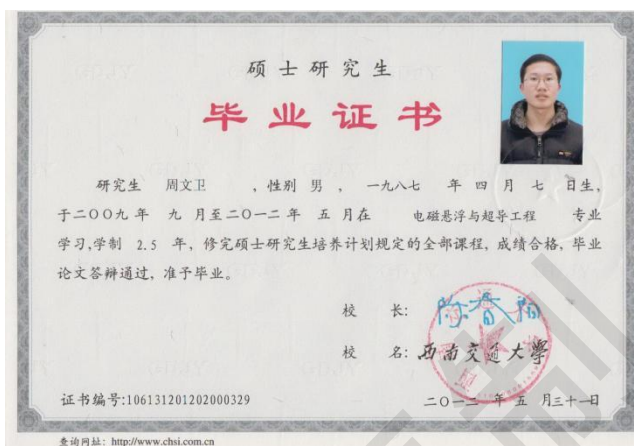 硕士研究生
毕业证书
研究生 周文卫 ，性别 男 ， 一九八七 年 四 月 七 日生，
于二〇〇九 年 九 月至二〇一二 年 五 月在 电磁悬浮与超导工程 专业
学习，学制 2.5 年，修完硕士研究生培养计划规定的全部课程，成绩合格，毕业
论文答辩通过，准予毕业。
校 长：
校 名：西南交通大學
证书编号：106131201202000329 二〇一二 年 五 月三十一日
查询网址：http://www.chsi.com.cn